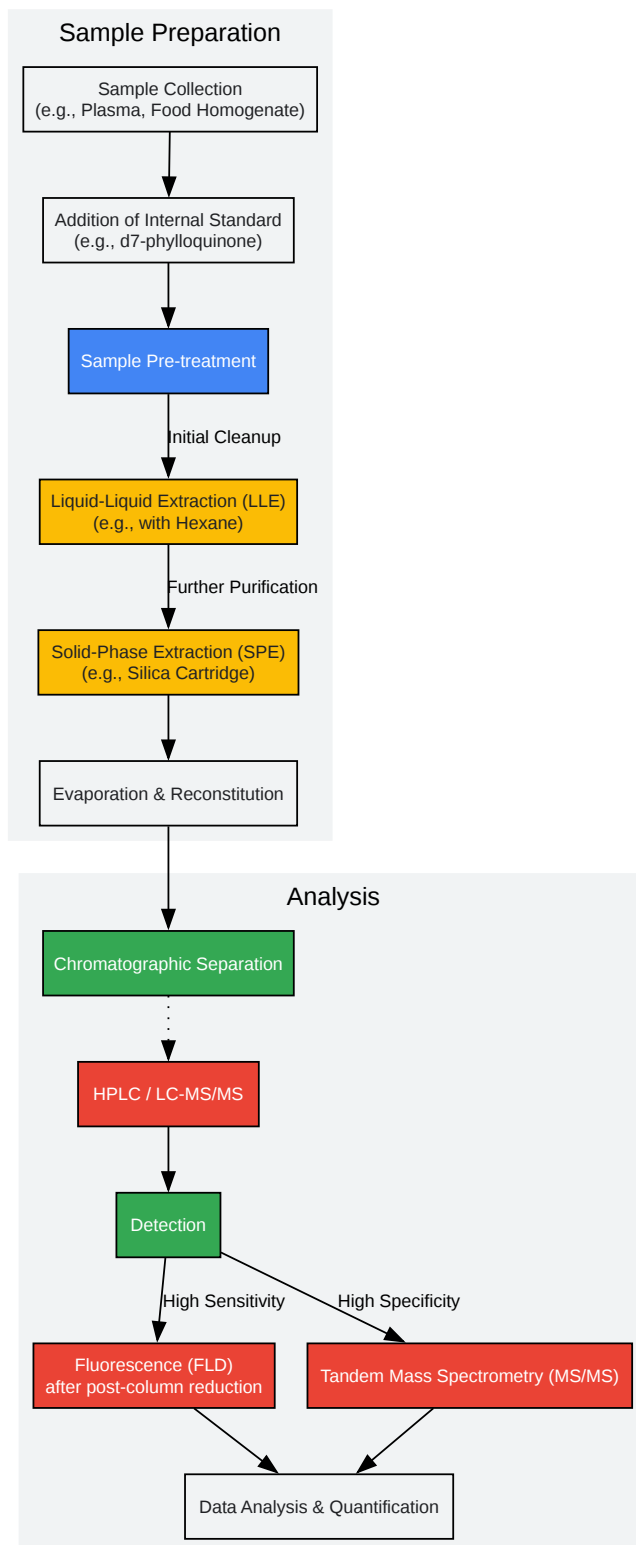 Sample Preparation
Sample Collection
(e.g., Plasma, Food Homogenate)
Addition of Internal Standard
(e.g., d7-phylloquinone)
Sample Pre-treatment
Initial Cleanup
Liquid-Liquid Extraction (LLE)
(e.g., with Hexane)
Further Purification
Solid-Phase Extraction (SPE)
(e.g., Silica Cartridge)
Evaporation & Reconstitution
Analysis
Chromatographic Separation
HPLC / LC-MS/MS
Detection
High Sensitivity
High Specificity
Fluorescence (FLD)
after post-column reduction
Tandem Mass Spectrometry (MS/MS)
Data Analysis & Quantification